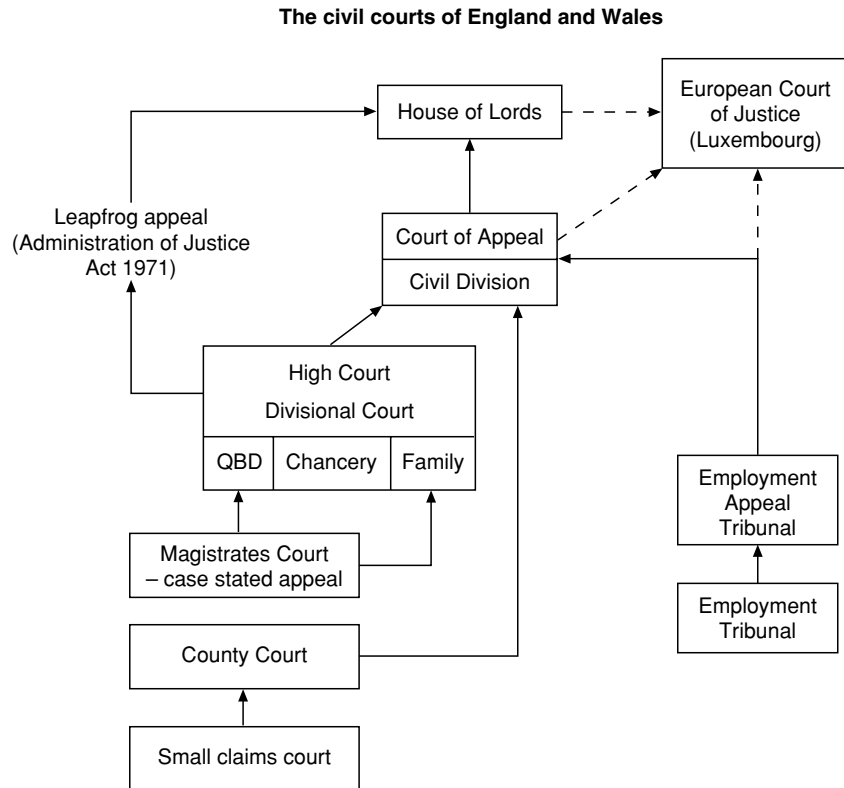 The civil courts of England and Wales
House of Lords
European Court
of Justice
(Luxembourg)
Leapfrog appeal
(Administration of Justice
Act 1971)
Court of Appeal
Civil Division
High Court
Divisional Court
QBD
Chancery
Family
Magistrates Court
– case stated appeal
Employment
Appeal
Tribunal
Employment
Tribunal
County Court
Small claims court